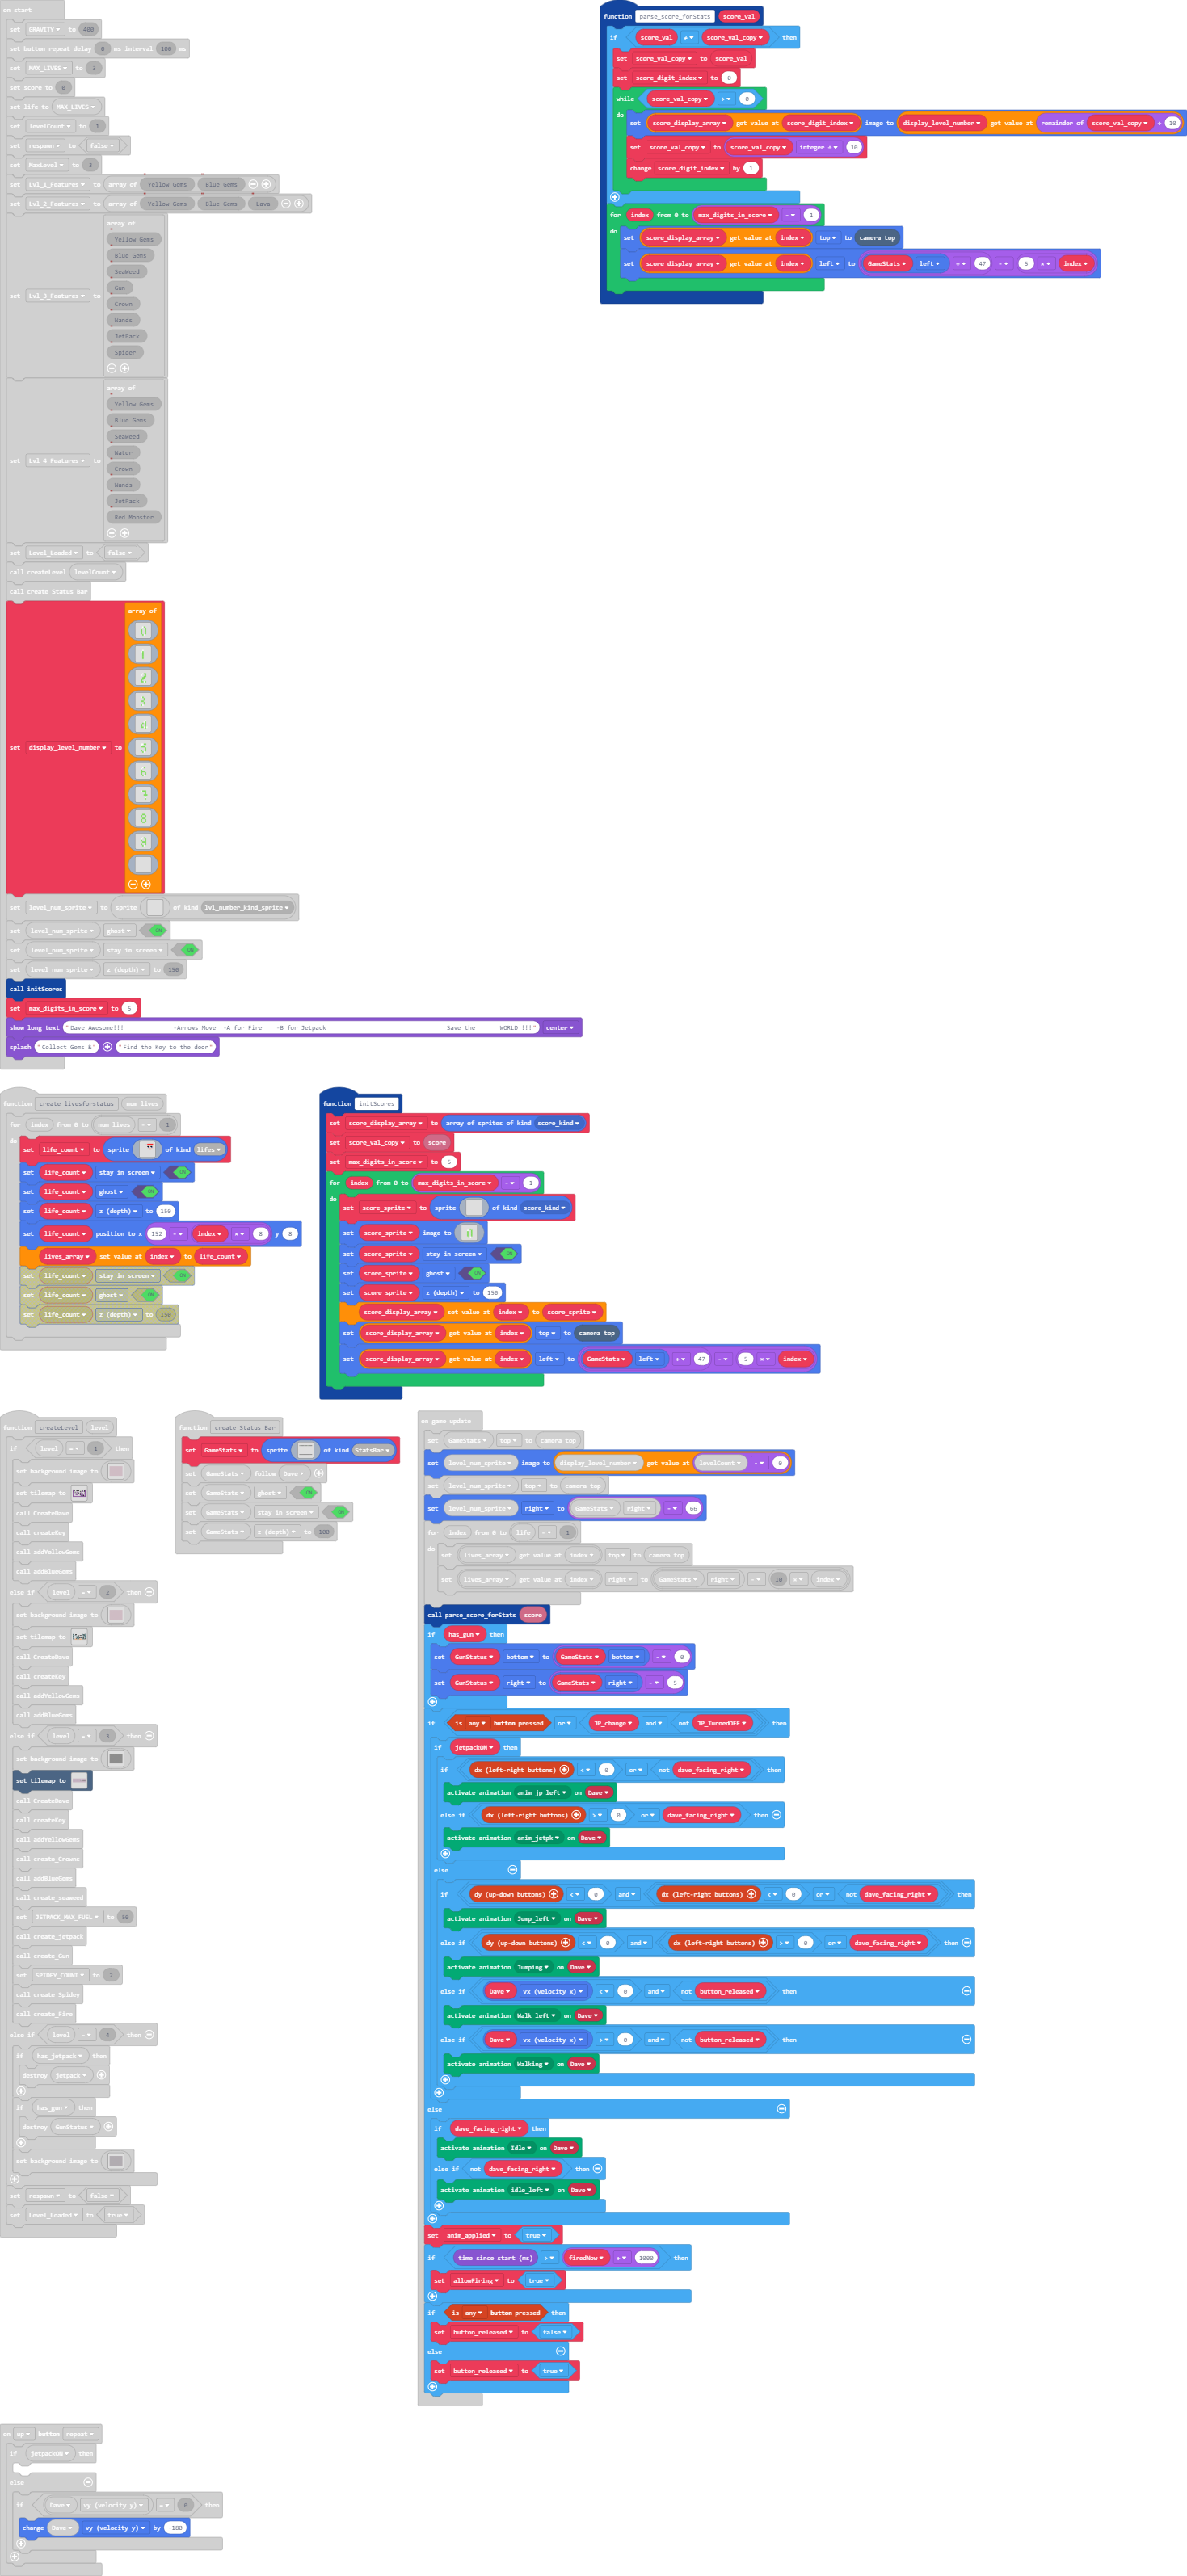 on start
set GRAVITY to 400
set button repeat delay 0 ms interval 100 ms
set MAX_LIVES to 3
set score to 0
set life to MAX_LIVES
set levelCount to 1
set respawn to false
set MaxLevel to 3
set Lvl_1_Features to array of Yellow Gems Blue Gems
set Lvl_2_Features to array of Yellow Gems Blue Gems Lava
set Lvl_3_Features to array of
Yellow Gems
Blue Gems
SeaWeed
Gun
Crown
Wands
JetPack
Spider
set Lvl_4_Features to array of
Yellow Gems
Blue Gems
SeaWeed
Water
Crown
Wands
JetPack
Red Monster
set Level_Loaded to false
call createLevel levelCount
call create Status Bar
set display_level_number to array of
set level_num_sprite to sprite of kind lvl_number_kind_sprite
set level_num_sprite ghost ON
set level_num_sprite stay in screen ON
set level_num_sprite z (depth) to 150
call initScores
set max_digits_in_score to 5
show long text "Dave Awesome!!! -Arrows Move -A for Fire -B for Jetpack Save the WORLD !!!" center
splash "Collect Gems &" "Find the Key to the door"
function parse_score_forStats score_val
if score_val ≠ score_val_copy then
set score_val_copy to score_val
set score_digit_index to 0
while score_val_copy > 0
do set score_display_array get value at score_digit_index image to display_level_number get value at remainder of score_val_copy ÷ 10
set score_val_copy to score_val_copy integer ÷ 10
change score_digit_index by 1
for index from 0 to max_digits_in_score - 1
do set score_display_array get value at index top to camera top
set score_display_array get value at index left to GameStats left + 47 - 5 × index
function create livesforstatus num_lives
for index from 0 to num_lives - 1
do
set life_count to sprite of kind lifes
set life_count stay in screen ON
set life_count ghost ON
set life_count z (depth) to 150
set life_count position to x 152 - index × 8 y 8
lives_array set value at index to life_count
set life_count stay in screen ON
set life_count ghost ON
set life_count z (depth) to 150
function initScores
set score_display_array to array of sprites of kind score_kind
set score_val_copy to score
set max_digits_in_score to 5
for index from 0 to max_digits_in_score - 1
do
set score_sprite to sprite of kind score_kind
set score_sprite image to
set score_sprite stay in screen ON
set score_sprite ghost ON
set score_sprite z (depth) to 150
score_display_array set value at index to score_sprite
set score_display_array get value at index top to camera top
set score_display_array get value at index left to GameStats left + 47 - 5 × index
function createLevel level
if level = 1 then
set background image to
set tilemap to
call CreateDave
call createKey
call addYellowGems
call addBlueGems
else if level = 2 then
set background image to
set tilemap to
call CreateDave
call createKey
call addYellowGems
call addBlueGems
else if level = 3 then
set background image to
set tilemap to
call CreateDave
call createKey
call addYellowGems
call create_Crowns
call addBlueGems
call create_seaweed
set JETPACK_MAX_FUEL to 50
call create_jetpack
call create_Gun
set SPIDEY_COUNT to 2
call create_Spidey
call create_Fire
else if level = 4 then
if has_jetpack then
destroy jetpack
if has_gun then
destroy GunStatus
set background image to
set respawn to false
set Level_Loaded to true
function create Status Bar
set GameStats to sprite of kind StatsBar
set GameStats follow Dave
set GameStats ghost ON
set GameStats stay in screen ON
set GameStats z (depth) to 100
on game update
set GameStats top to camera top
set level_num_sprite image to display_level_number get value at levelCount - 0
set level_num_sprite top to camera top
set level_num_sprite right to GameStats right - 66
for index from 0 to life - 1
do set lives_array get value at index top to camera top
set lives_array get value at index right to GameStats right - 10 × index
call parse_score_forStats score
if has_gun then
set GunStatus bottom to GameStats bottom - 0
set GunStatus right to GameStats right - 5
if is any button pressed or JP_change and not JP_TurnedOFF then
if jetpackON then
if dx (left-right buttons) < 0 or not dave_facing_right then
activate animation anim_jp_left on Dave
else if dx (left-right buttons) > 0 or dave_facing_right then
activate animation anim_jetpk on Dave
else
if dy (up-down buttons) < 0 and dx (left-right buttons) < 0 or not dave_facing_right then
activate animation Jump_left on Dave
else if dy (up-down buttons) < 0 and dx (left-right buttons) > 0 or dave_facing_right then
activate animation Jumping on Dave
else if Dave vx (velocity x) < 0 and not button_released then
activate animation Walk_left on Dave
else if Dave vx (velocity x) > 0 and not button_released then
activate animation Walking on Dave
else
if dave_facing_right then
activate animation Idle on Dave
else if not dave_facing_right then
activate animation idle_left on Dave
set anim_applied to true
if time since start (ms) > firedNow + 1000 then
set allowFiring to true
if is any button pressed then
set button_released to false
else
set button_released to true
on up button repeat
if jetpackON then
else
if Dave vy (velocity y) = 0 then
change Dave vy (velocity y) by -180